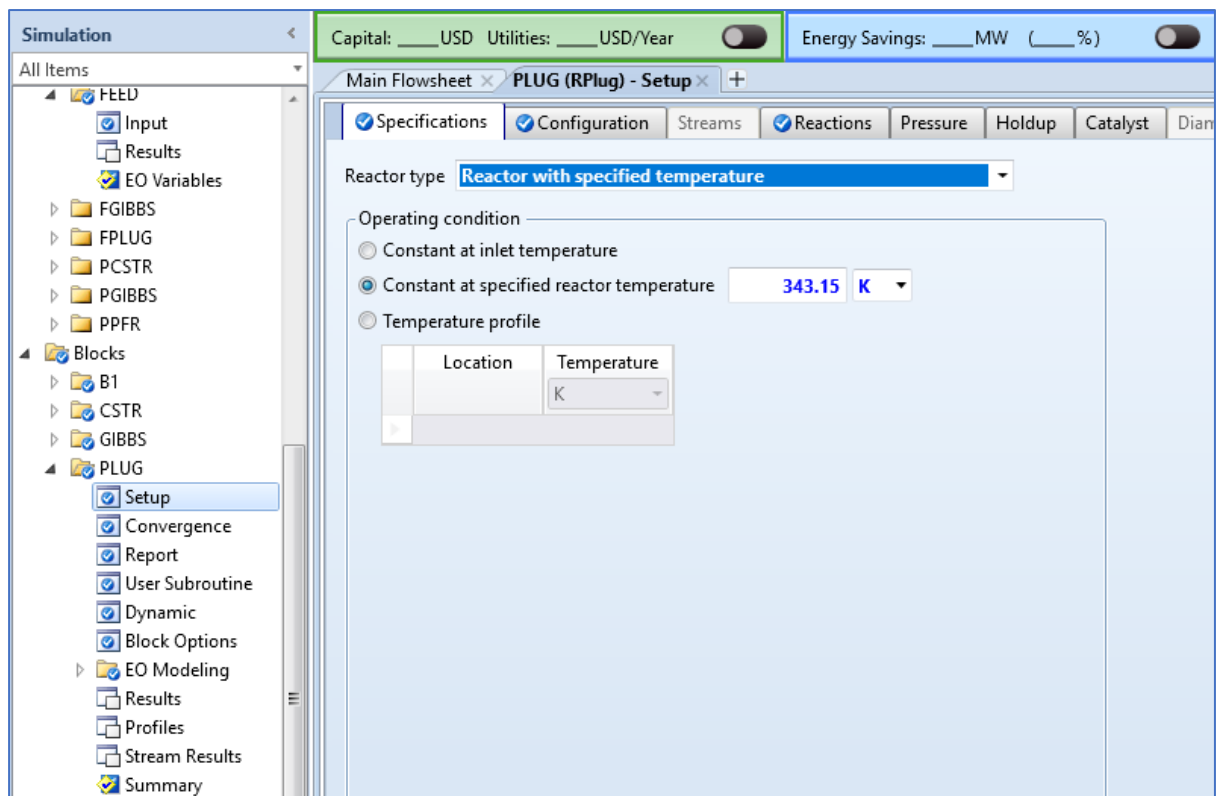 Simulation
All Items
FEED
Input
Results
EO Variables
FGIBBS
FPLUG
PCSTR
PGIBBS
PPFR
Blocks
B1
CSTR
GIBBS
PLUG
Setup
Convergence
Report
User Subroutine
Dynamic
Block Options
EO Modeling
Results
Profiles
Stream Results
Summary
Capital: ____USD Utilities: ____USD/Year
Energy Savings: ____MW (____%)
Main Flowsheet PLUG (RPlug) - Setup
Specifications Configuration Streams Reactions Pressure Holdup Catalyst Diam
Reactor type Reactor with specified temperature
Operating condition
Constant at inlet temperature
Constant at specified reactor temperature 343.15 K
Temperature profile
Location Temperature
K